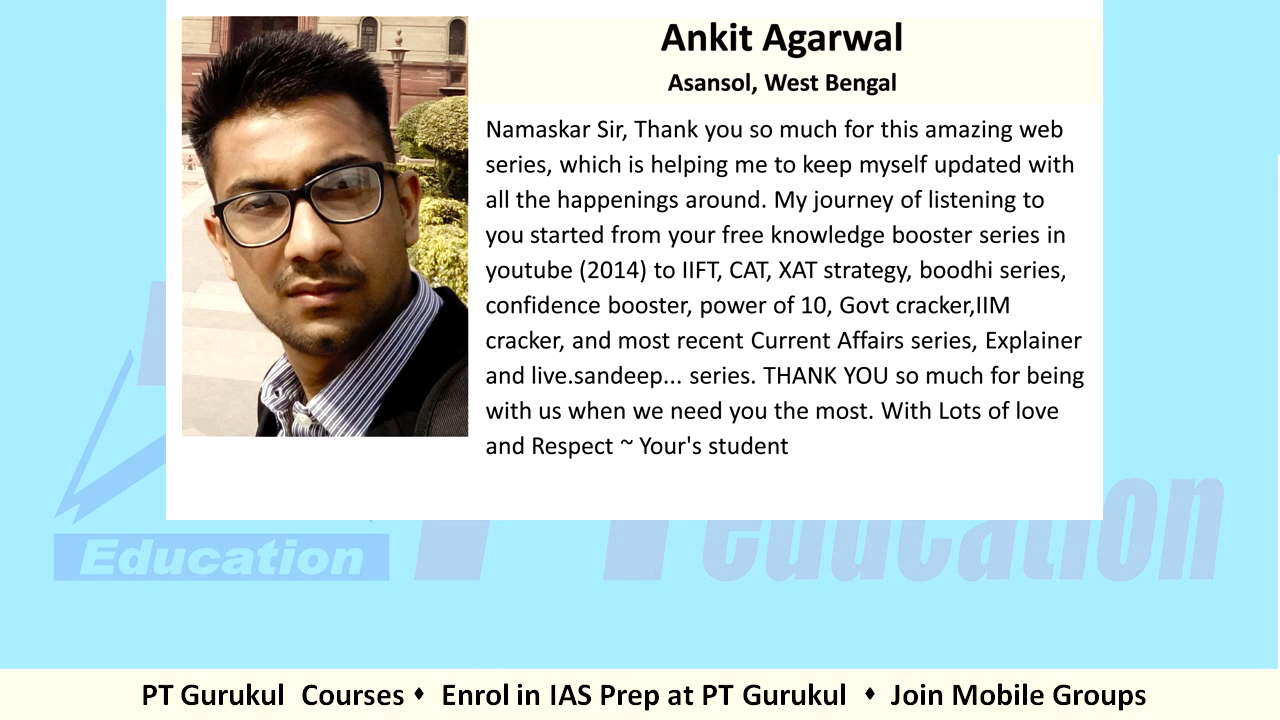 Ankit Agarwal
Asansol, West Bengal
Namaskar Sir, Thank you so much for this amazing web
series, which is helping me to keep myself updated with
all the happenings around. My journey of listening to
you started from your free knowledge booster series in
youtube (2014) to IIFT, CAT, XAT strategy, boodhi series,
confidence booster, power of 10, Govt cracker,IIM
cracker, and most recent Current Affairs series, Explainer
and live.sandeep... series. THANK YOU so much for being
with us when we need you the most. With Lots of love
and Respect ~ Your's student
Education
education
PT Gurukul Courses ♦ Enrol in IAS Prep at PT Gurukul ♦ Join Mobile Groups